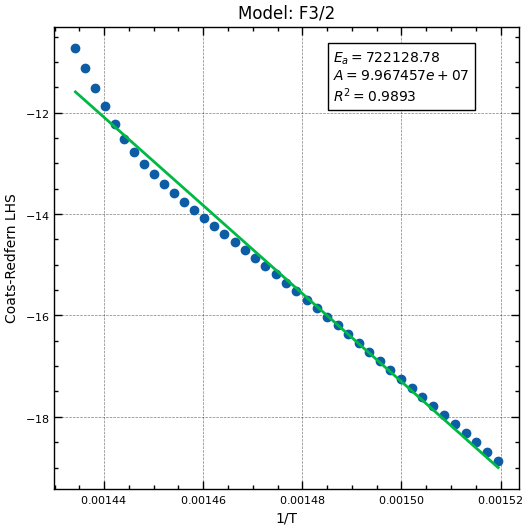 Model: F3/2
E_a = 722128.78
A = 9.967457e + 07
R² = 0.9893
Coats-Redfern LHS
−12
−14
−16
−18
0.00144 0.00146 0.00148 0.00150 0.00152
1/T